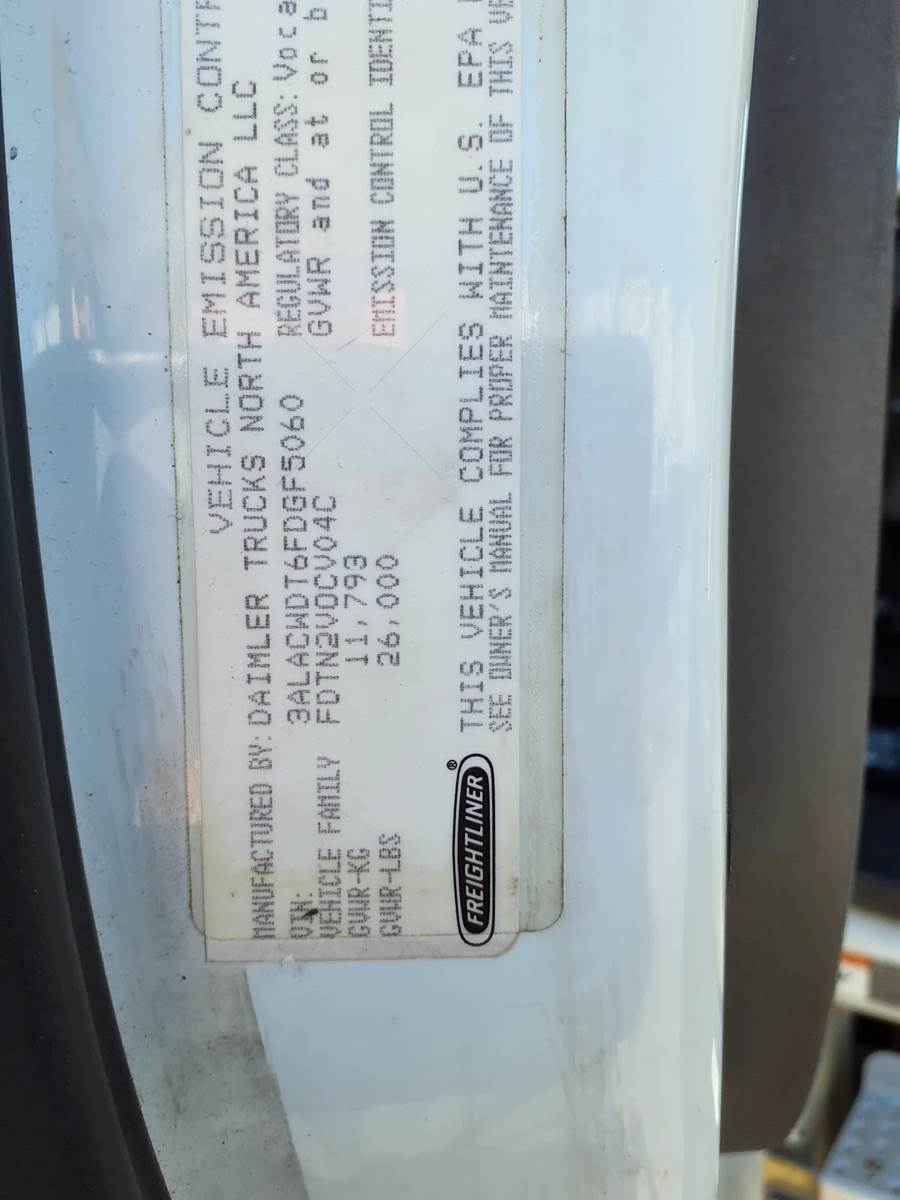 VEHICLE EMISSION CONTR
MANUFACTURED BY: DAIMLER TRUCKS NORTH AMERICA LLC
VIN: 3ALACWDT6FDGF5060 REGULATORY CLASS: Voca
VEHICLE FAMILY FDTN2VOCV04C GVWR and at or b
GVWR-KG 11,793
GVWR-LBS 26,000 EMISSION CONTROL IDENTI
THIS VEHICLE COMPLIES WITH U.S. EPA
SEE OWNER'S MANUAL FOR PROPER MAINTENANCE OF THIS VE
FREIGHTLINER®